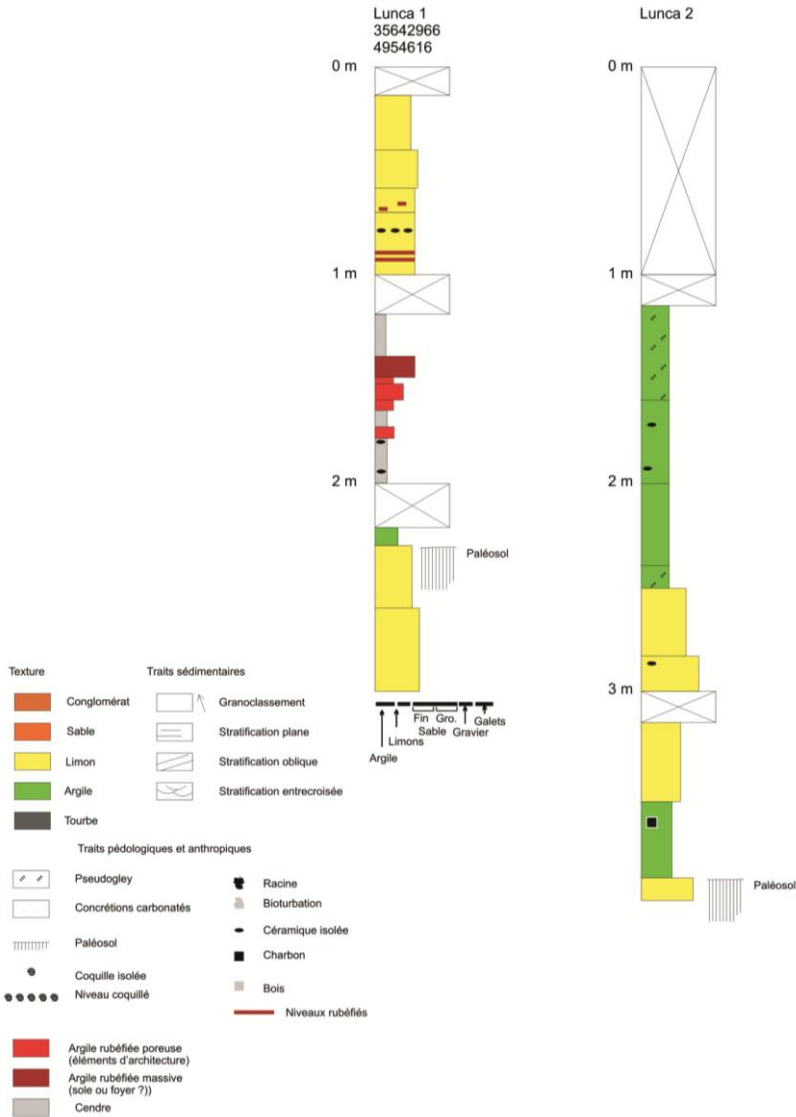 Lunca 1
35642966
4954616
Lunca 2
0 m
0 m
1 m
1 m
2 m
2 m
Paléosol
3 m
Fin
Gro.
Sable
Galets
Gravier
Limons
Argile
Paléosol
Texture
Traits sédimentaires
Conglomérat
Granoclassement
Sable
Stratification plane
Limon
Stratification oblique
Argile
Stratification entrecroisée
Tourbe
Traits pédologiques et anthropiques
Pseudogley
Racine
Concrétions carbonatés
Bioturbation
Paléosol
Céramique isolée
Coquille isolée
Charbon
Niveau coquillé
Bois
Niveaux rubéfiés
Argile rubéfiée poreuse
(éléments d'architecture)
Argile rubéfiée massive
(sole ou foyer ?))
Cendre